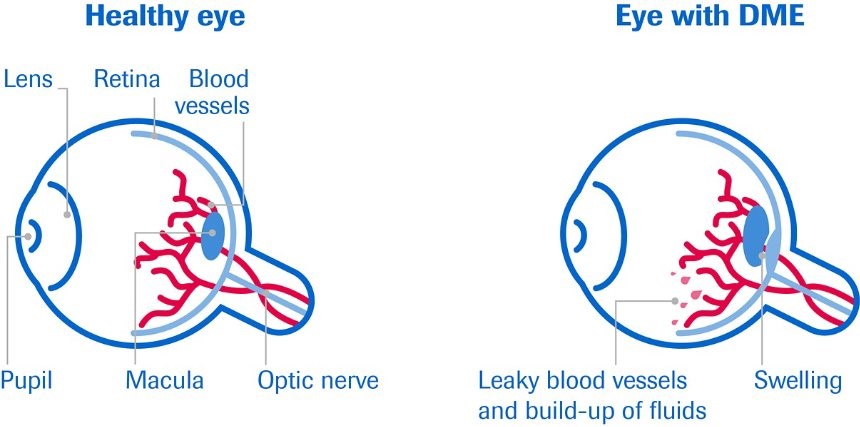 Healthy eye
Eye with DME
Lens
Retina
Blood
vessels
Pupil
Macula
Optic nerve
Leaky blood vessels
and build-up of fluids
Swelling